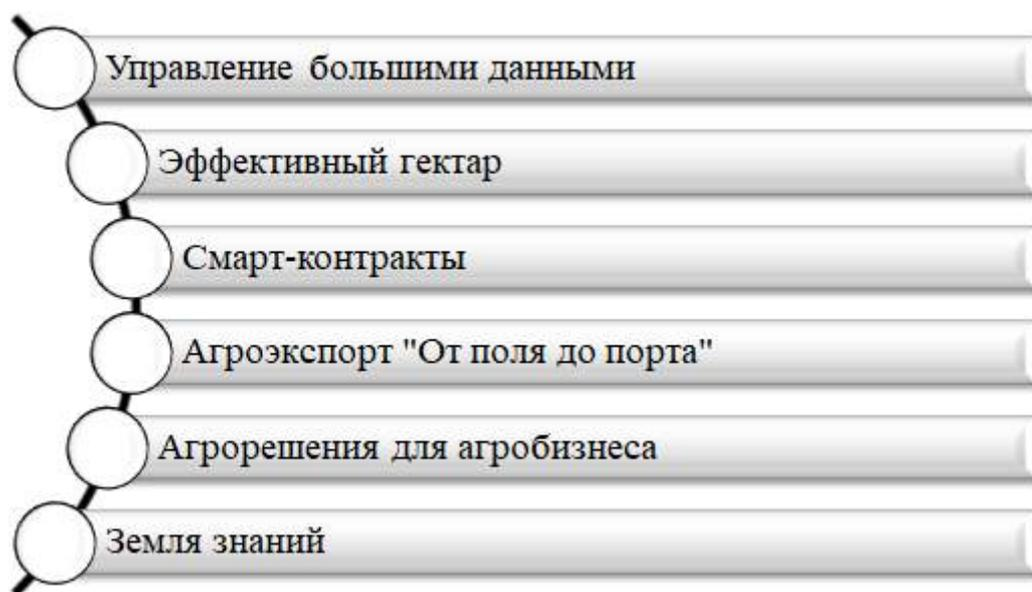 Управление большими данными
Эффективный гектар
Смарт-контракты
Агроэкспорт "От поля до порта"
Агрорешения для агробизнеса
Земля знаний